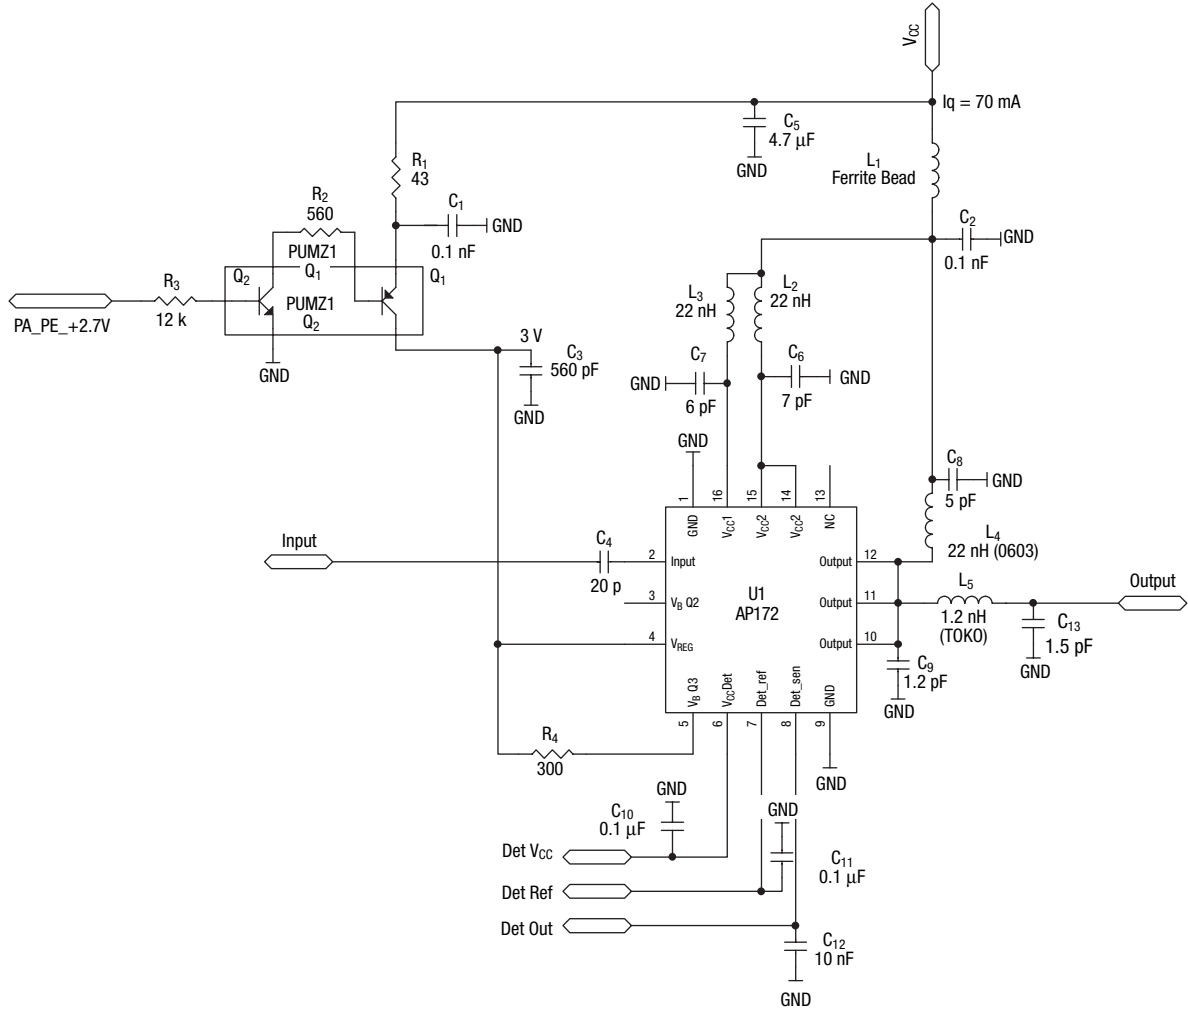 V_CC
Iq = 70 mA
C5
4.7 µF
GND
L1
Ferrite Bead
R1
43
R2
560
C1
GND
0.1 nF
C2
GND
0.1 nF
PUMZ1
Q1
Q2
Q1
PUMZ1
Q2
R3
12 k
PA_PE_+2.7V
GND
L3
22 nH
L2
22 nH
3 V
C3
560 pF
GND
C7
GND
6 pF
C6
GND
7 pF
GND
C8
GND
5 pF
L4
22 nH (0603)
1
16
15
14
13
GND
VCC1
VCC2
VCC2
NC
Input
C4
20 p
2
Input
3
VB Q2
4
VREG
U1
AP172
Output
12
Output
11
Output
10
L5
1.2 nH
(TOKO)
Output
C13
1.5 pF
GND
C9
1.2 pF
GND
VB Q3
VCCDet
Det_ref
Det_sen
GND
5
6
7
8
9
GND
R4
300
GND
C10
0.1 µF
Det VCC
GND
C11
0.1 µF
Det Ref
Det Out
C12
10 nF
GND